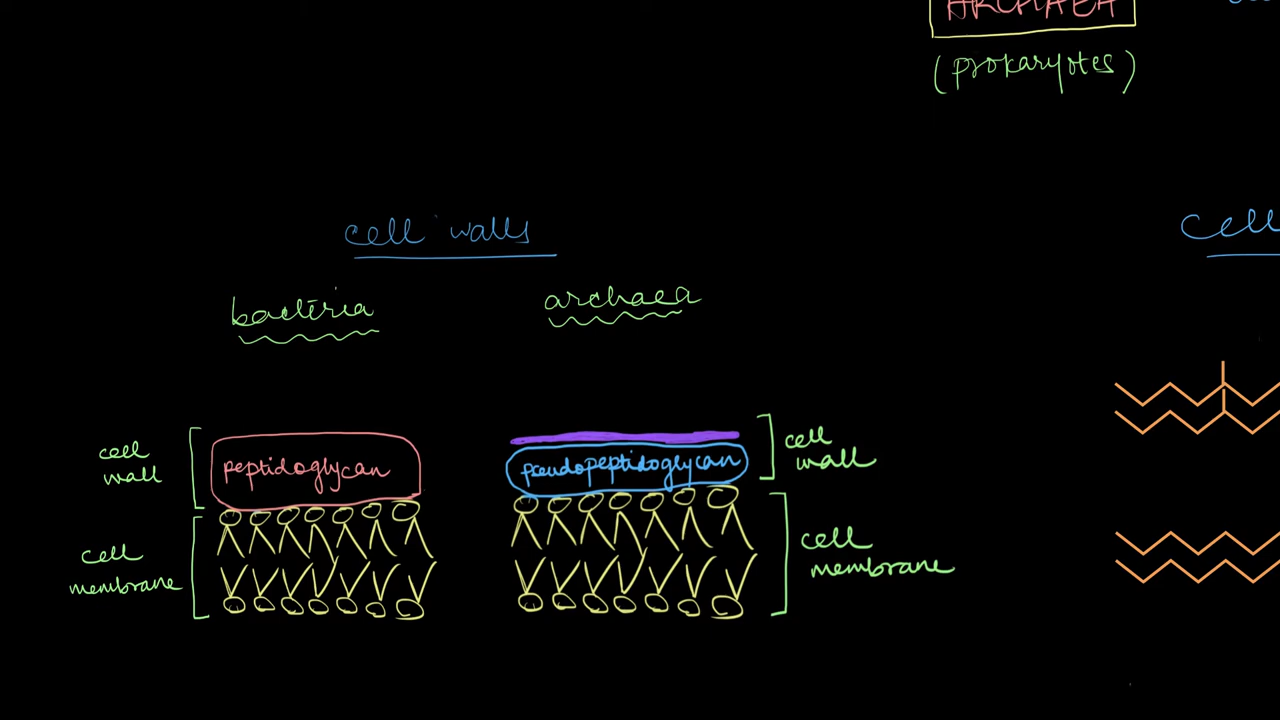 ARCHAEA
(prokaryotes)
cell walls
Cell
bacteria
archaea
cell
wall
peptidoglycan
pseudopeptidoglycan
cell
wall
cell
membrane
cell
membrane